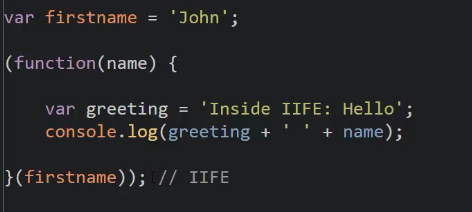 var firstname = 'John';
(function(name) {
var greeting = 'Inside IIFE: Hello';
console.log(greeting + ' ' + name);
}(firstname)); // IIFE